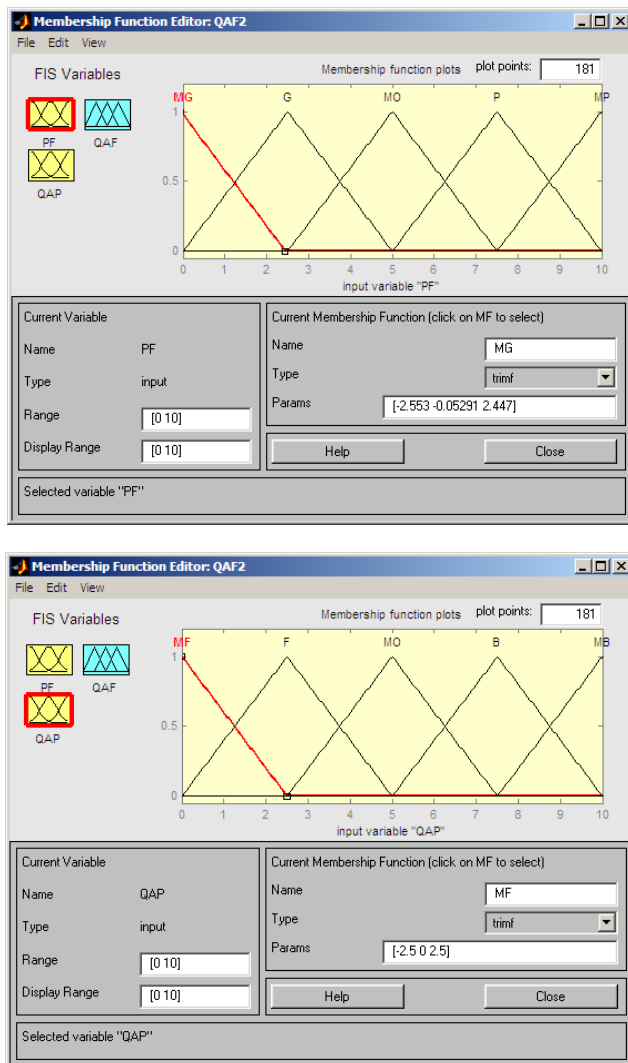 Membership Function Editor: QAF2
File Edit View
FIS Variables
Membership function plots
plot points: 181
PF
QAF
QAP
MG G MO P MP
1
0.5
0
0 1 2 3 4 5 6 7 8 9 10
input variable "PF"
Current Variable
Name PF
Type input
Range [0 10]
Display Range [0 10]
Current Membership Function (click on MF to select)
Name MG
Type trimf
Params [-2.553 -0.05291 2.447]
Help Close
Selected variable "PF"
Membership Function Editor: QAF2
File Edit View
FIS Variables
Membership function plots
plot points: 181
PF
QAF
QAP
MF F MO B MB
1
0.5
0
0 1 2 3 4 5 6 7 8 9 10
input variable "QAP"
Current Variable
Name QAP
Type input
Range [0 10]
Display Range [0 10]
Current Membership Function (click on MF to select)
Name MF
Type trimf
Params [-2.5 0 2.5]
Help Close
Selected variable "QAP"